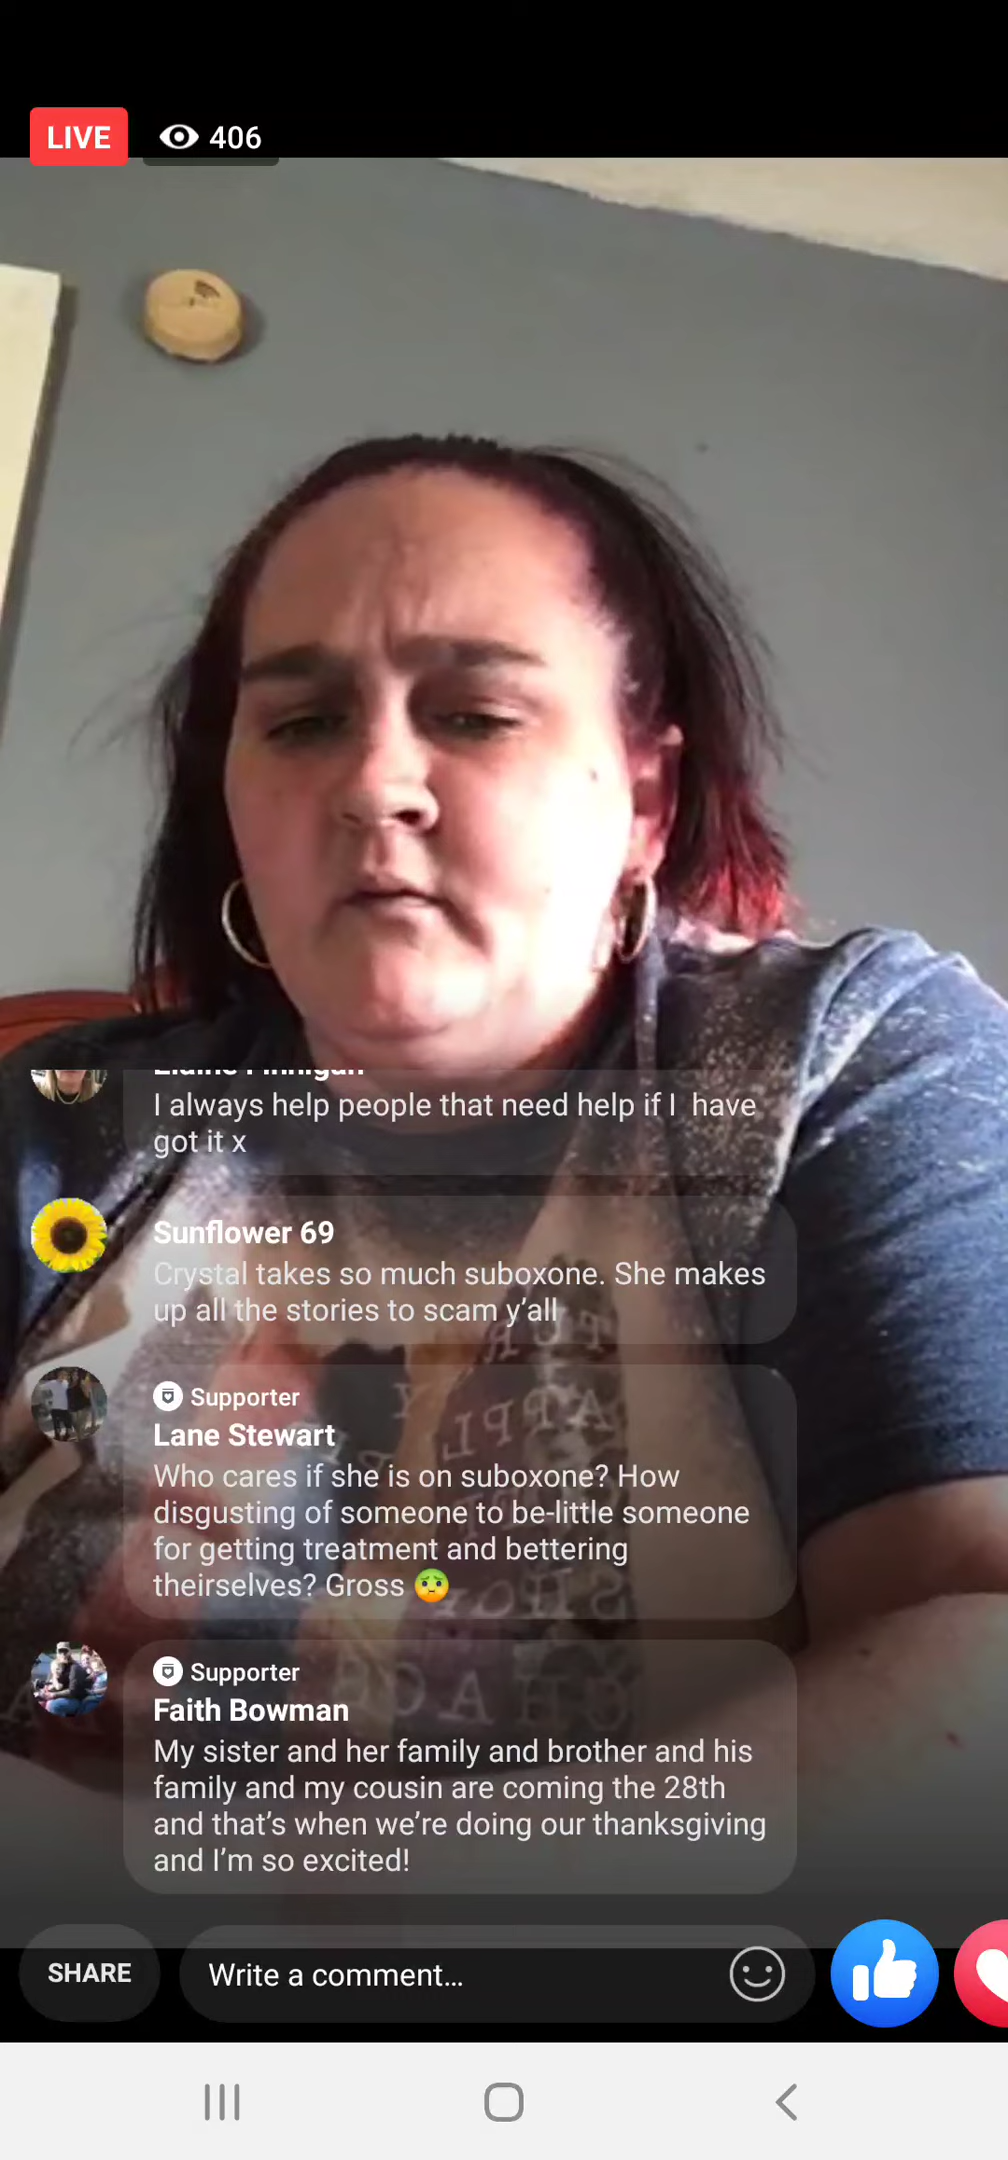 LIVE 406
Elaine Finnigan
I always help people that need help if I have
got it x
Sunflower 69
Crystal takes so much suboxone. She makes
up all the stories to scam y’all
Supporter
Lane Stewart
Who cares if she is on suboxone? How
disgusting of someone to be-little someone
for getting treatment and bettering
theirselves? Gross 🤢
Supporter
Faith Bowman
My sister and her family and brother and his
family and my cousin are coming the 28th
and that’s when we’re doing our thanksgiving
and I’m so excited!
SHARE
Write a comment...